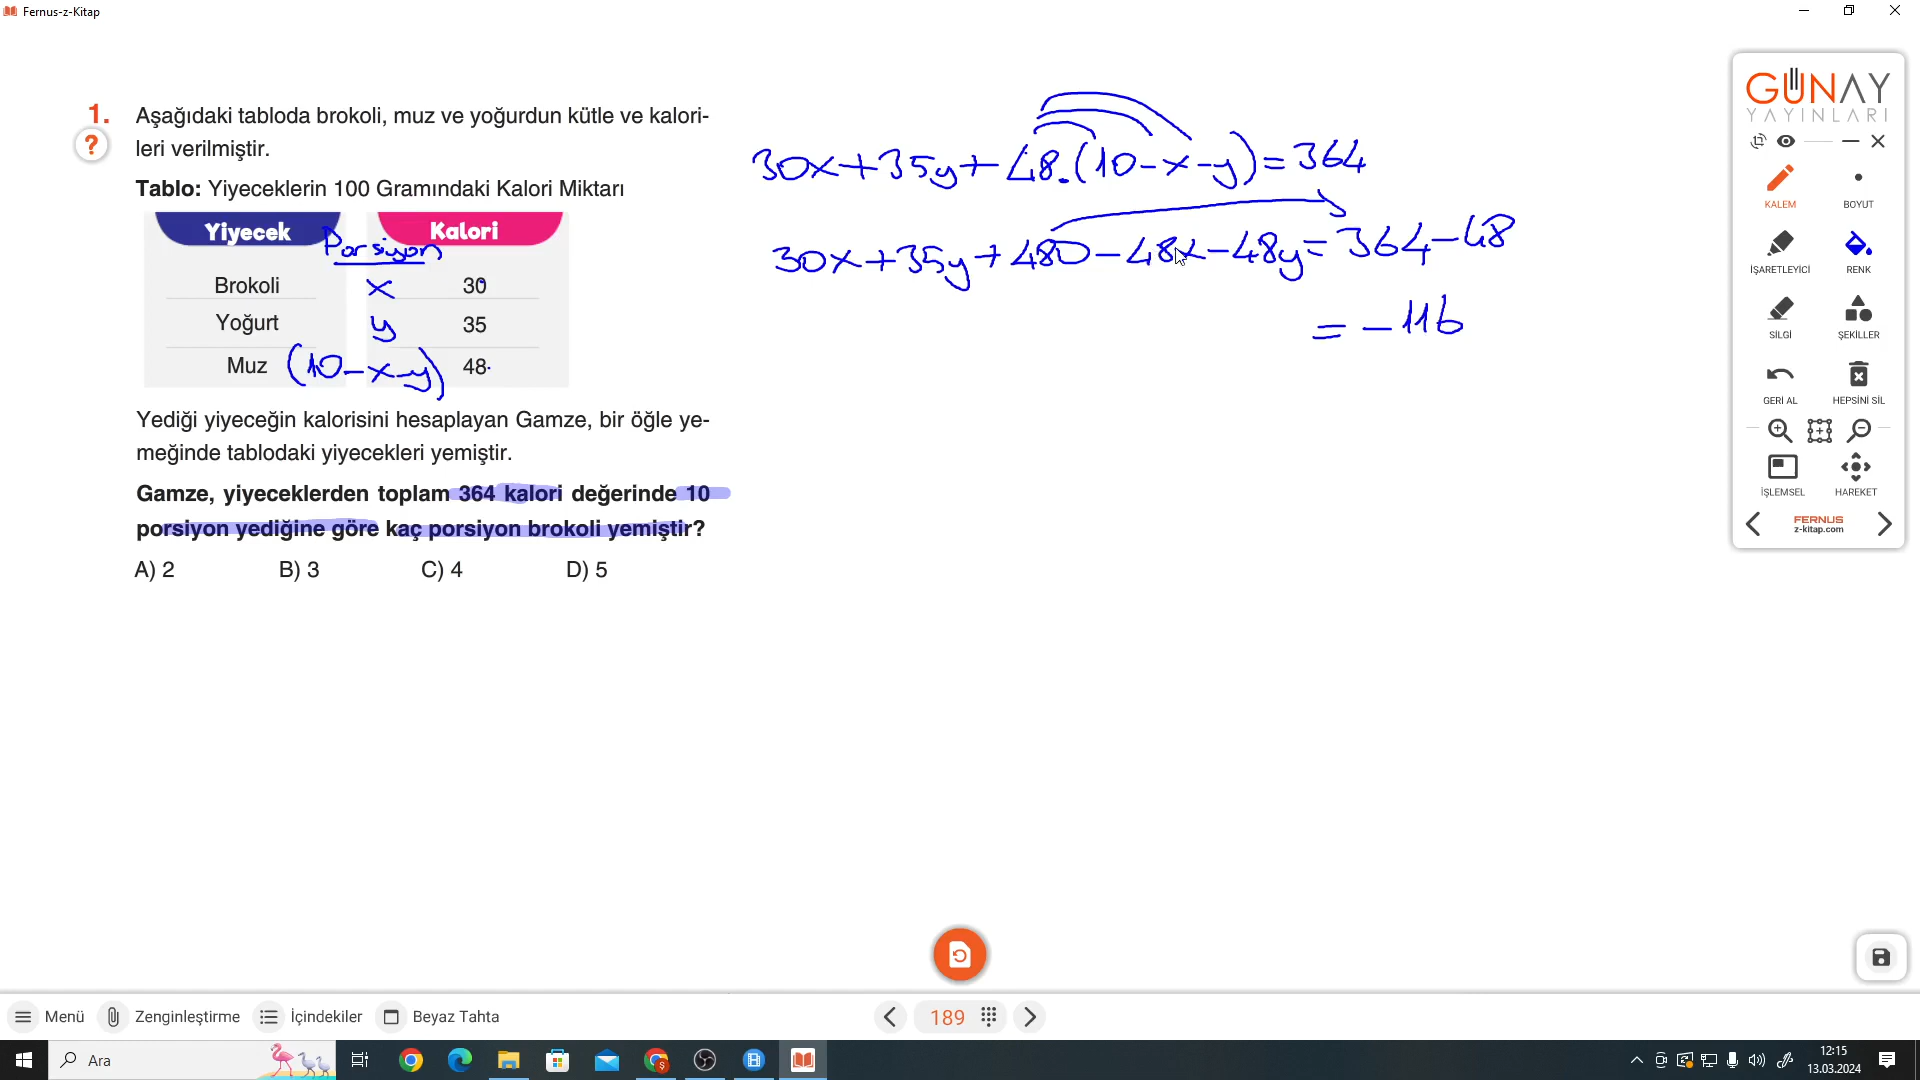 Fernus-z-Kitap
1. Aşağıdaki tabloda brokoli, muz ve yoğurdun kütle ve kalori-
? leri verilmiştir.
Tablo: Yiyeceklerin 100 Gramındaki Kalori Miktarı
Yiyecek Porsiyon Kalori
Brokoli x 30
Yoğurt y 35
Muz (10-x-y) 48
Yediği yiyeceğin kalorisini hesaplayan Gamze, bir öğle ye-
meğinde tablodaki yiyecekleri yemiştir.
Gamze, yiyeceklerden toplam 364 kalori değerinde 10
porsiyon yediğine göre kaç porsiyon brokoli yemiştir?
A) 2 B) 3 C) 4 D) 5
30x+35y+48.(10-x-y)=364
30x+35y+480-48x-48y=364-48
=-116
GÜNAY
YAYINLARI
KALEM BOYUT
İŞARETLEYİCİ RENK
SİLGİ ŞEKİLLER
GERİ AL HEPSİNİ SİL
İŞLEMSEL HAREKET
FERNUS
z-kitap.com
Menü Zenginleştirme İçindekiler Beyaz Tahta 189
Ara
12:15
13.03.2024